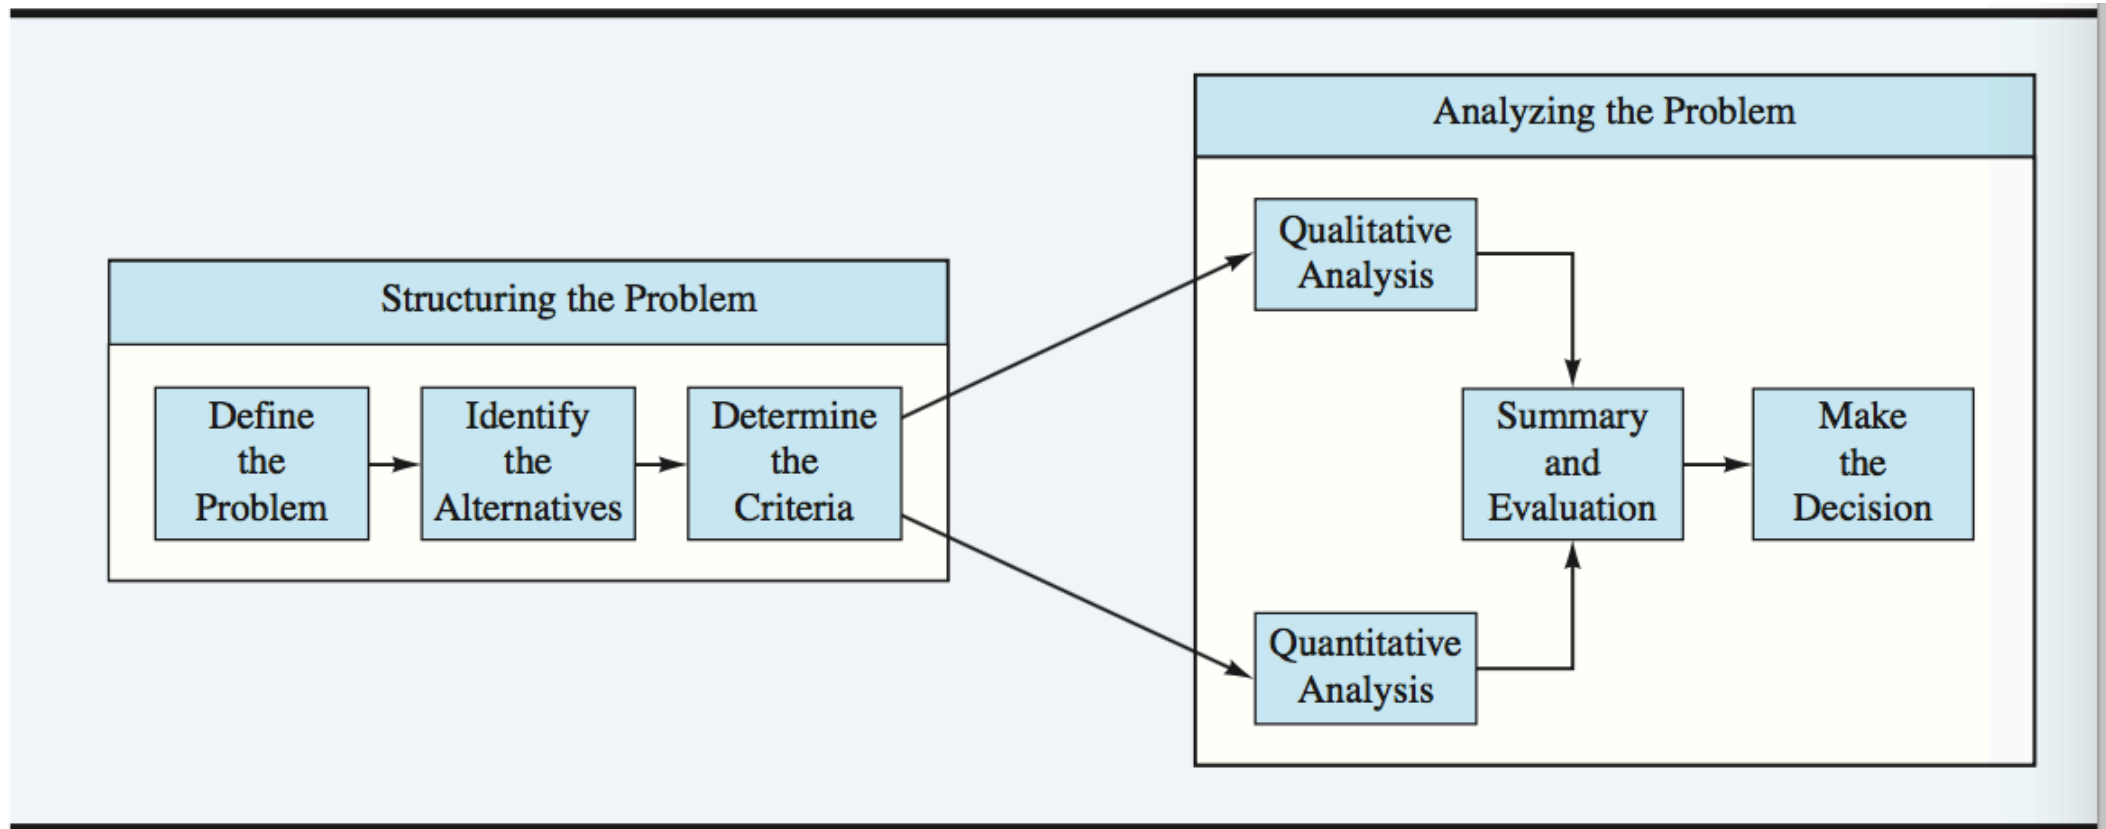 Structuring the Problem
Define
the
Problem
Identify
the
Alternatives
Determine
the
Criteria
Analyzing the Problem
Qualitative
Analysis
Quantitative
Analysis
Summary
and
Evaluation
Make
the
Decision